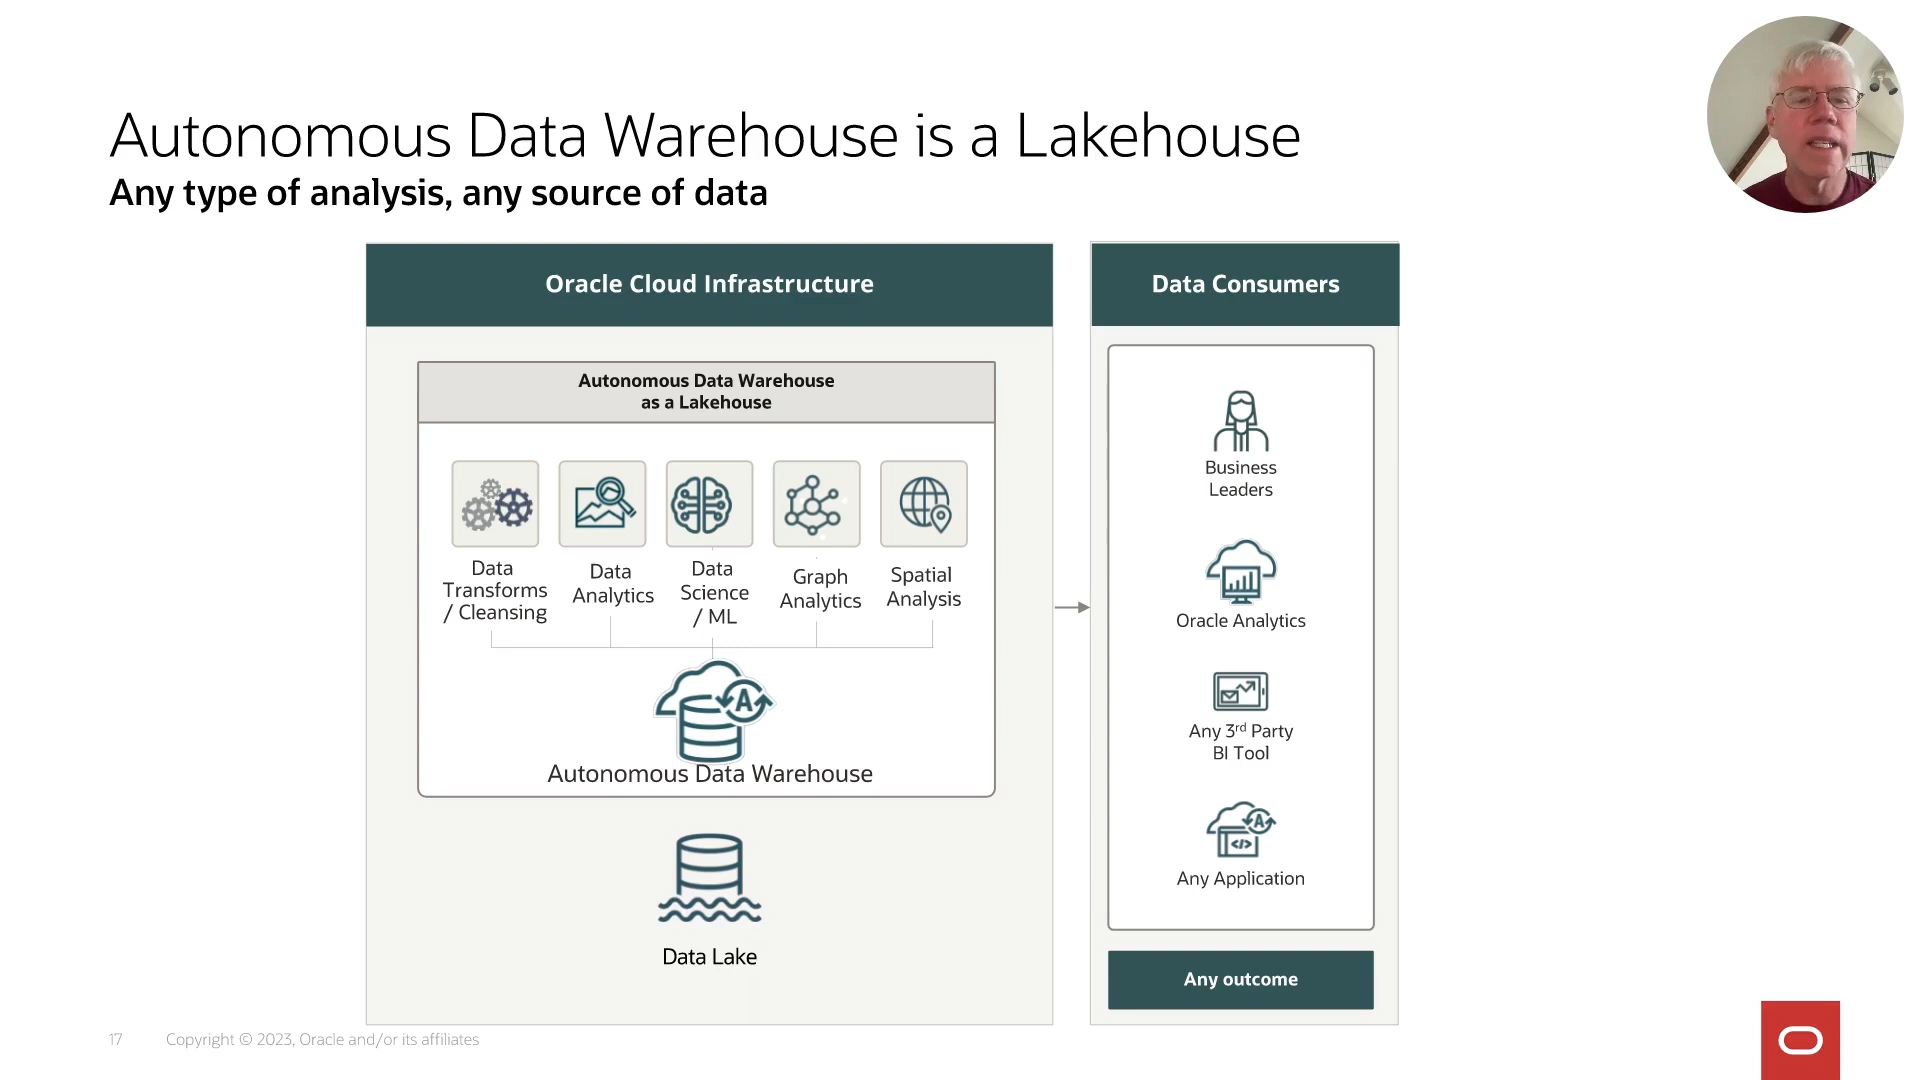 Autonomous Data Warehouse is a Lakehouse
Any type of analysis, any source of data
Oracle Cloud Infrastructure
Autonomous Data Warehouse
as a Lakehouse
Data
Transforms
/ Cleansing
Data
Analytics
Data
Science
/ ML
Graph
Analytics
Spatial
Analysis
A
Autonomous Data Warehouse
Data Lake
Data Consumers
Business
Leaders
Oracle Analytics
Any 3rd Party
BI Tool
A
</>
Any Application
Any outcome
17
Copyright © 2023, Oracle and/or its affiliates